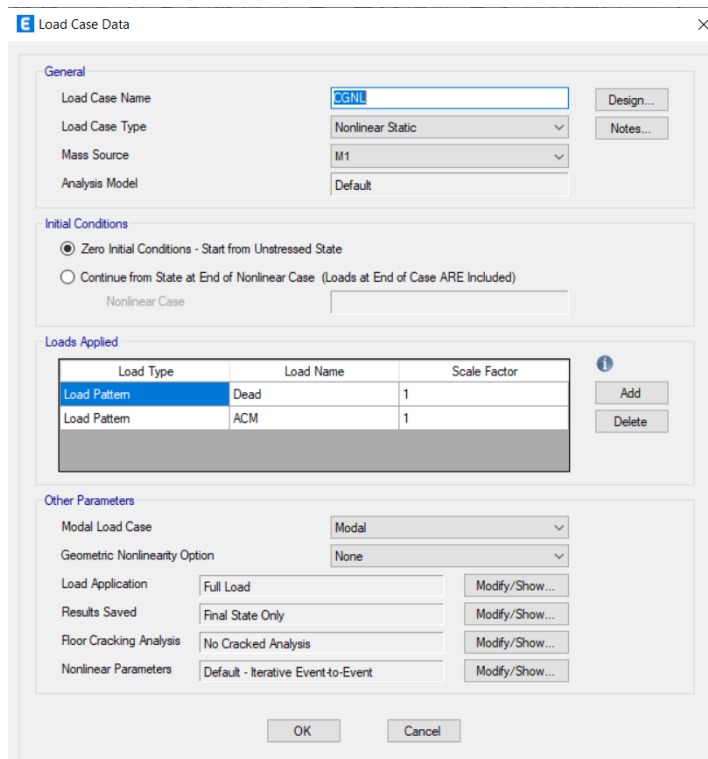 E Load Case Data
General
Load Case Name CGNL Design...
Load Case Type Nonlinear Static Notes...
Mass Source M1
Analysis Model Default
Initial Conditions
Zero Initial Conditions - Start from Unstressed State
Continue from State at End of Nonlinear Case (Loads at End of Case ARE Included)
Nonlinear Case
Loads Applied
Load Type Load Name Scale Factor i
Load Pattern Dead 1 Add
Load Pattern ACM 1 Delete
Other Parameters
Modal Load Case Modal
Geometric Nonlinearity Option None
Load Application Full Load Modify/Show...
Results Saved Final State Only Modify/Show...
Floor Cracking Analysis No Cracked Analysis Modify/Show...
Nonlinear Parameters Default - Iterative Event-to-Event Modify/Show...
OK Cancel